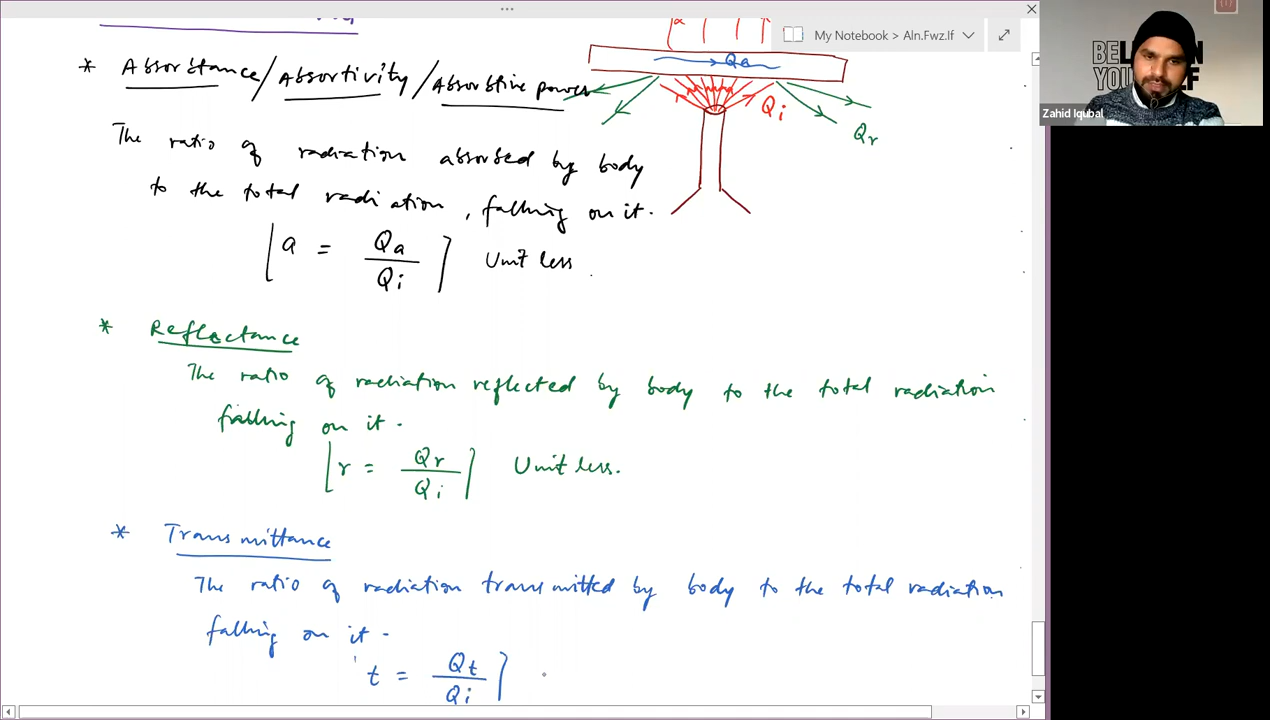 My Notebook > Aln.Fwz.If
Qa
* Absorstance/Absortivity/Absorbtive power
Qi
Qr
The ratio of radiation absorbed by body
to the total radiation, falling on it.
a = Qa/Qi Unit less
* Reflectance
The ratio of radiation reflected by body to the total radiation
falling on it.
r = Qr/Qi Unit less.
* Transmittance
The ratio of radiation transmitted by body to the total radiation
falling on it.
t = Qt/Qi
Zahid Iqubal